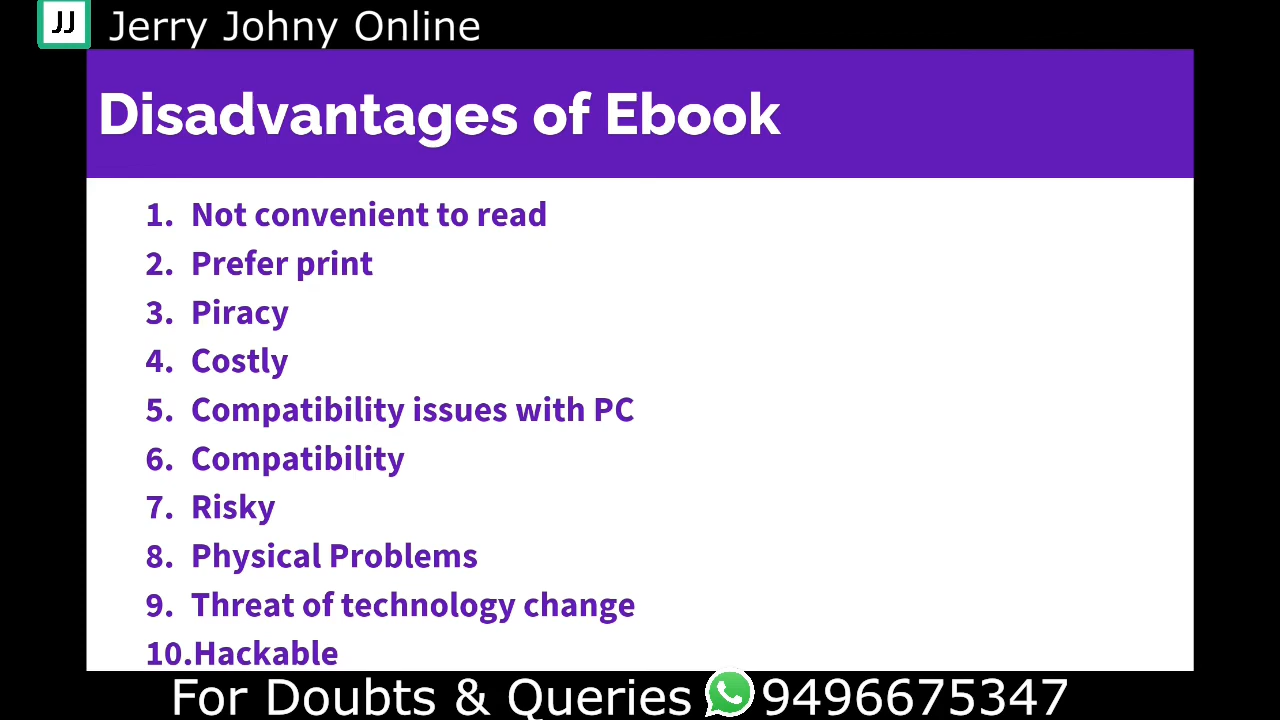 JJ Jerry Johny Online
Disadvantages of Ebook
1. Not convenient to read
2. Prefer print
3. Piracy
4. Costly
5. Compatibility issues with PC
6. Compatibility
7. Risky
8. Physical Problems
9. Threat of technology change
10.Hackable
For Doubts & Queries 9496675347